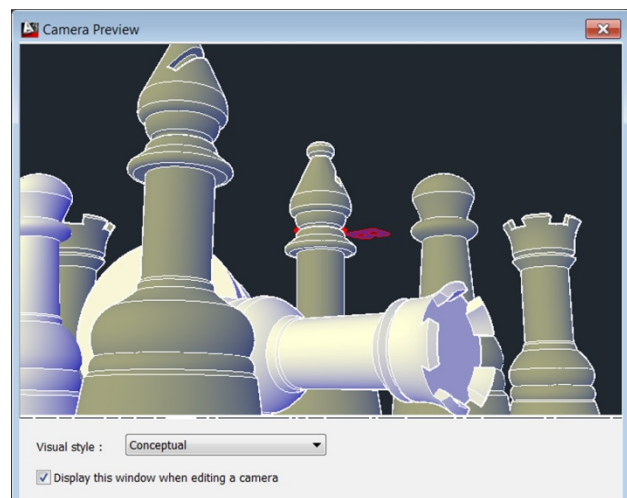 Camera Preview
Visual style :
Conceptual
Display this window when editing a camera